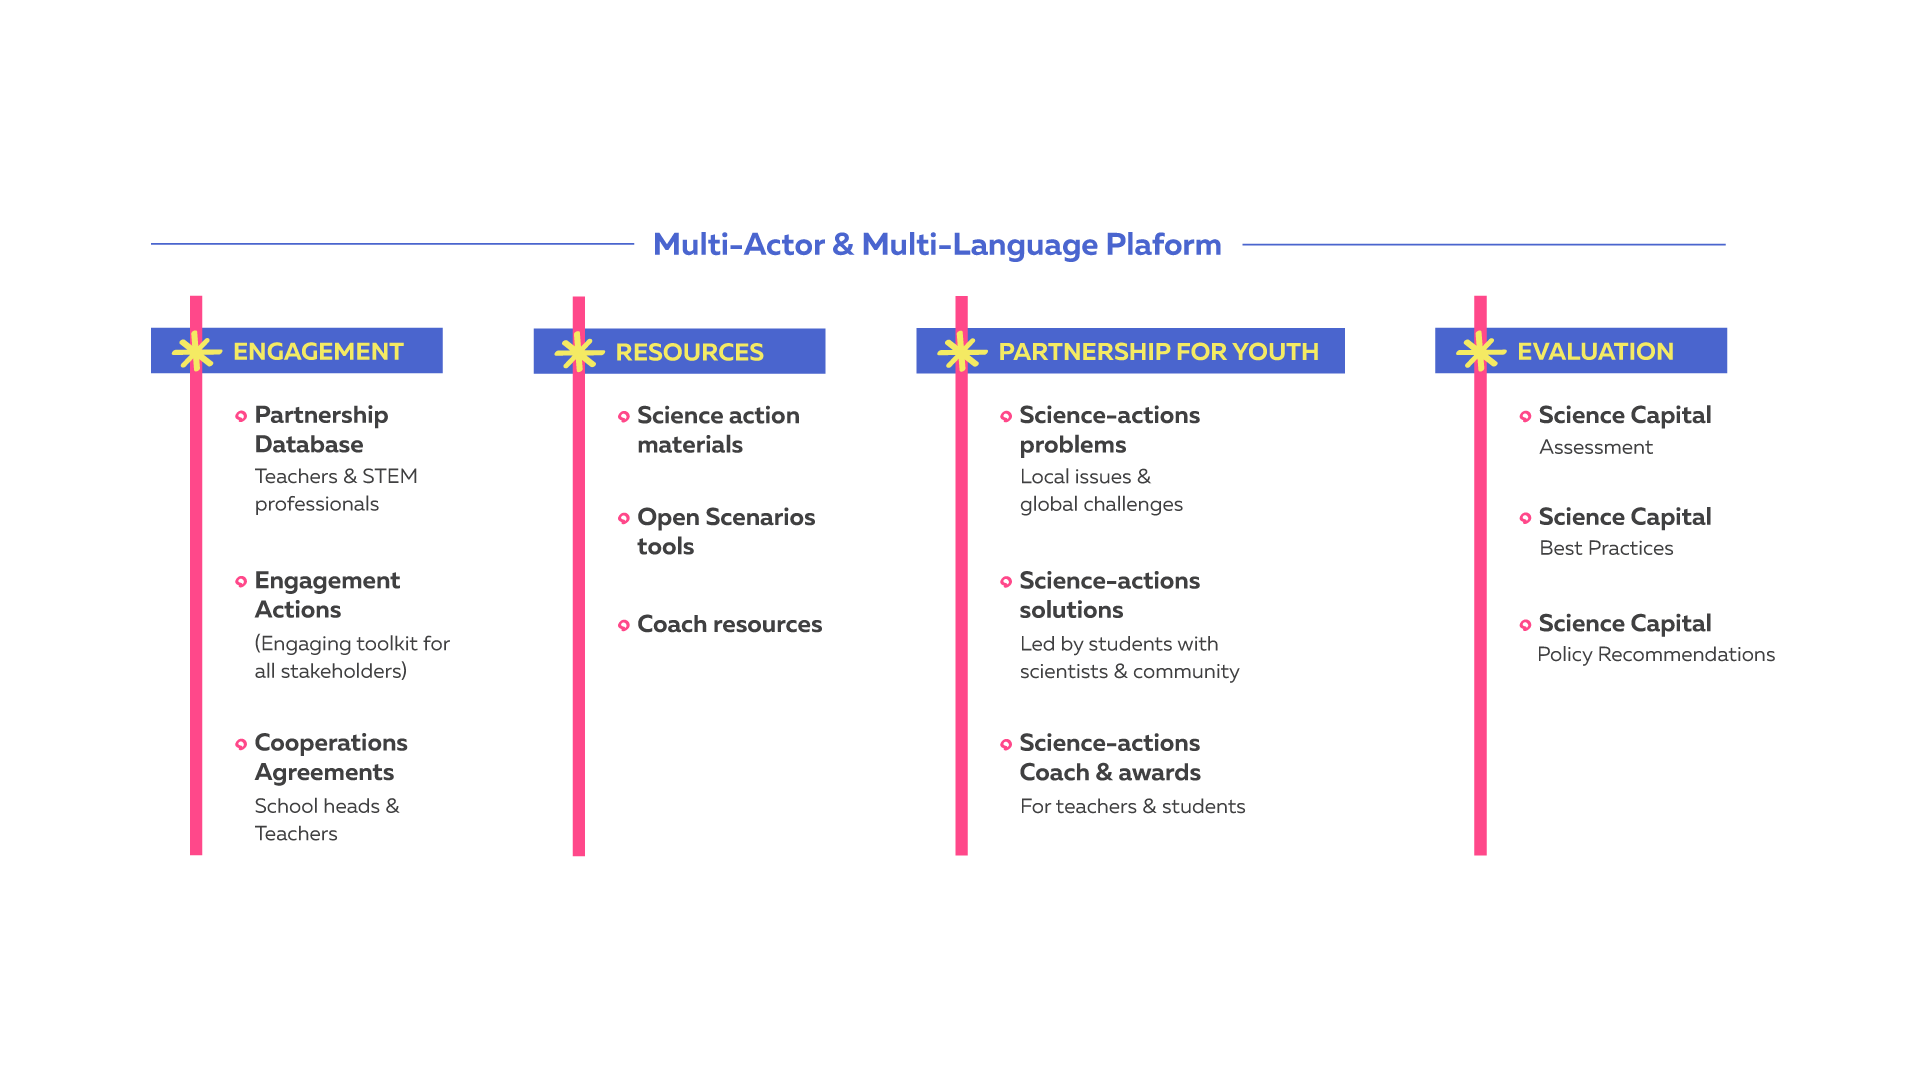 Multi-Actor & Multi-Language Plaform
ENGAGEMENT
Partnership
Database
Teachers & STEM
professionals
Engagement
Actions
(Engaging toolkit for
all stakeholders)
Cooperations
Agreements
School heads &
Teachers
RESOURCES
Science action
materials
Open Scenarios
tools
Coach resources
PARTNERSHIP FOR YOUTH
Science-actions
problems
Local issues &
global challenges
Science-actions
solutions
Led by students with
scientists & community
Science-actions
Coach & awards
For teachers & students
EVALUATION
Science Capital
Assessment
Science Capital
Best Practices
Science Capital
Policy Recommendations